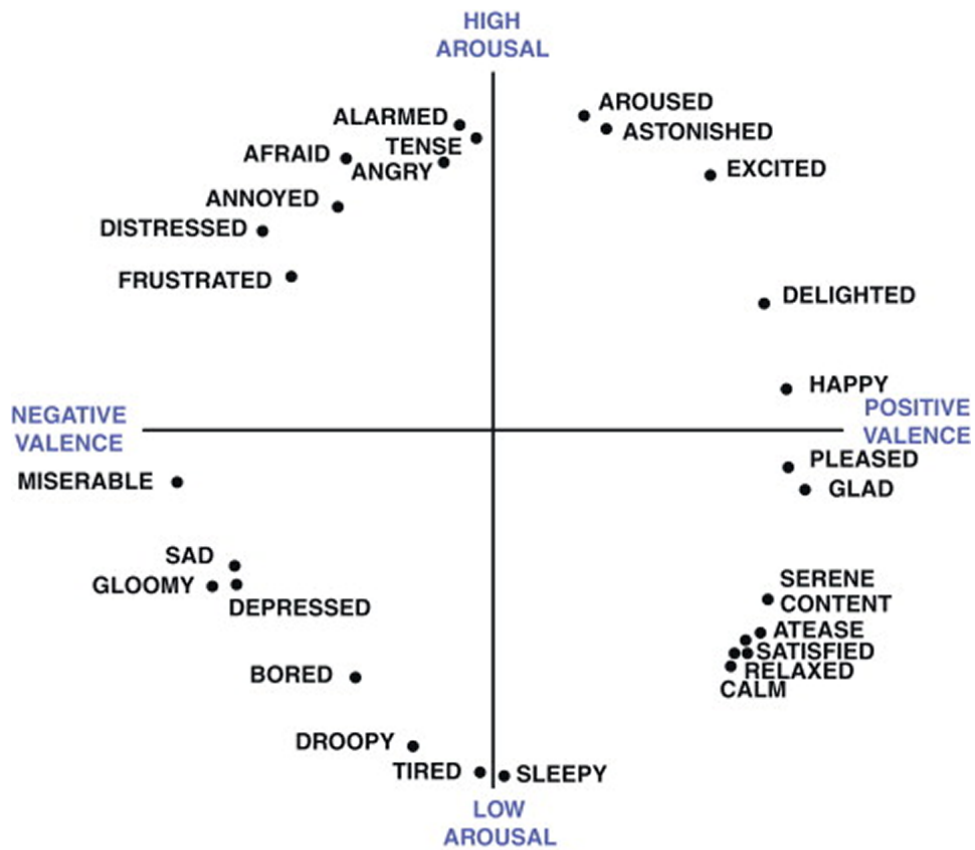 HIGH
AROUSAL
AROUSED
ALARMED
ASTONISHED
TENSE
AFRAID
EXCITED
ANGRY
ANNOYED
DISTRESSED
FRUSTRATED
DELIGHTED
HAPPY
NEGATIVE
VALENCE
POSITIVE
VALENCE
PLEASED
MISERABLE
GLAD
SAD
SERENE
GLOOMY
CONTENT
DEPRESSED
ATEASE
SATISFIED
BORED
RELAXED
CALM
DROOPY
TIRED
SLEEPY
LOW
AROUSAL